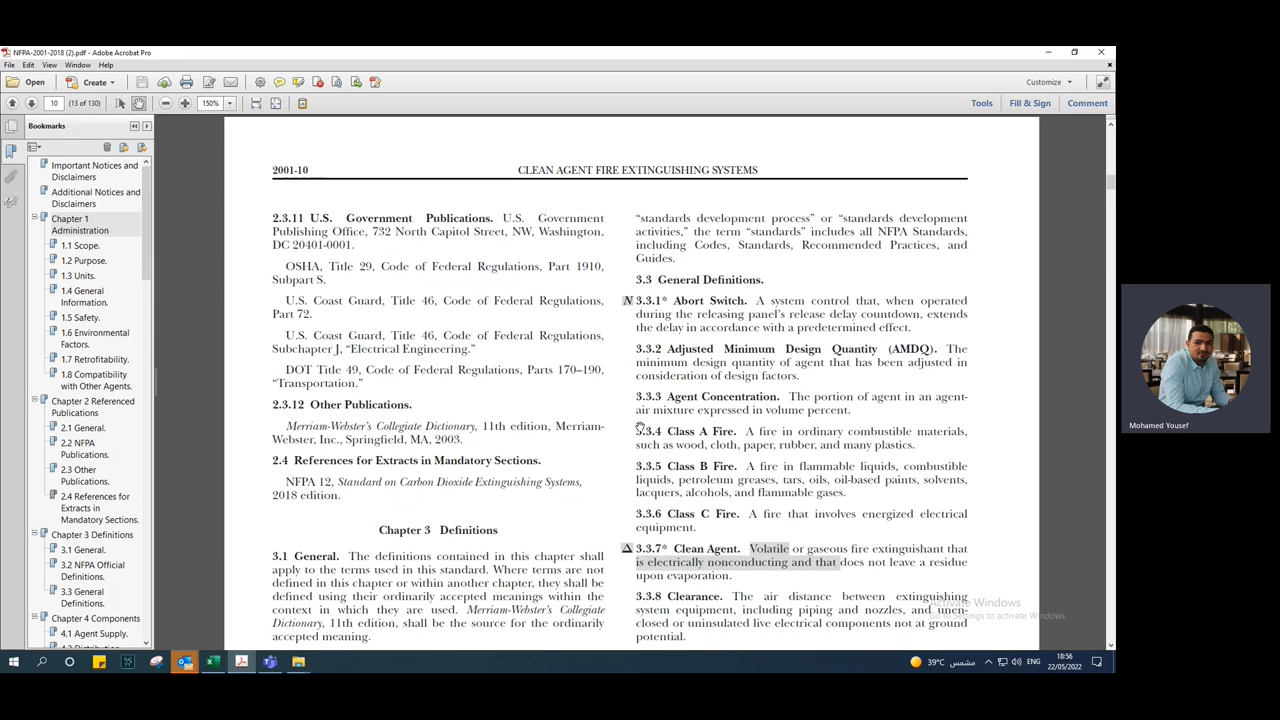 NFPA-2001-2018 (2).pdf - Adobe Acrobat Pro
File Edit View Window Help
Open Create Customize
10 (13 of 130) 150% Tools Fill & Sign Comment
Bookmarks
Important Notices and
Disclaimers
Additional Notices and
Disclaimers
Chapter 1
Administration
1.1 Scope.
1.2 Purpose.
1.3 Units.
1.4 General
Information.
1.5 Safety.
1.6 Environmental
Factors.
1.7 Retrofitability.
1.8 Compatibility
with Other Agents.
Chapter 2 Referenced
Publications
2.1 General.
2.2 NFPA
Publications.
2.3 Other
Publications.
2.4 References for
Extracts in
Mandatory Sections.
Chapter 3 Definitions
3.1 General.
3.2 NFPA Official
Definitions.
3.3 General
Definitions.
Chapter 4 Components
4.1 Agent Supply.
2001-10 CLEAN AGENT FIRE EXTINGUISHING SYSTEMS
2.3.11 U.S. Government Publications. U.S. Government
Publishing Office, 732 North Capitol Street, NW, Washington,
DC 20401-0001.
OSHA, Title 29, Code of Federal Regulations, Part 1910,
Subpart S.
U.S. Coast Guard, Title 46, Code of Federal Regulations,
Part 72.
U.S. Coast Guard, Title 46, Code of Federal Regulations,
Subchapter J, “Electrical Engineering.”
DOT Title 49, Code of Federal Regulations, Parts 170–190,
“Transportation.”
2.3.12 Other Publications.
Merriam-Webster’s Collegiate Dictionary, 11th edition, Merriam-
Webster, Inc., Springfield, MA, 2003.
2.4 References for Extracts in Mandatory Sections.
NFPA 12, Standard on Carbon Dioxide Extinguishing Systems,
2018 edition.
Chapter 3 Definitions
3.1 General. The definitions contained in this chapter shall
apply to the terms used in this standard. Where terms are not
defined in this chapter or within another chapter, they shall be
defined using their ordinarily accepted meanings within the
context in which they are used. Merriam-Webster’s Collegiate
Dictionary, 11th edition, shall be the source for the ordinarily
accepted meaning.
“standards development process” or “standards development
activities,” the term “standards” includes all NFPA Standards,
including Codes, Standards, Recommended Practices, and
Guides.
3.3 General Definitions.
N 3.3.1* Abort Switch. A system control that, when operated
during the releasing panel’s release delay countdown, extends
the delay in accordance with a predetermined effect.
3.3.2 Adjusted Minimum Design Quantity (AMDQ). The
minimum design quantity of agent that has been adjusted in
consideration of design factors.
3.3.3 Agent Concentration. The portion of agent in an agent-
air mixture expressed in volume percent.
3.3.4 Class A Fire. A fire in ordinary combustible materials,
such as wood, cloth, paper, rubber, and many plastics.
3.3.5 Class B Fire. A fire in flammable liquids, combustible
liquids, petroleum greases, tars, oils, oil-based paints, solvents,
lacquers, alcohols, and flammable gases.
3.3.6 Class C Fire. A fire that involves energized electrical
equipment.
Δ 3.3.7* Clean Agent. Volatile or gaseous fire extinguishant that
is electrically nonconducting and that does not leave a residue
upon evaporation.
3.3.8 Clearance. The air distance between extinguishing
system equipment, including piping and nozzles, and unen-
closed or uninsulated live electrical components not at ground
potential.
Activate Windows
Go to Settings to activate Windows.
Mohamed Yousef
39°C مشمس ENG 18:56
22/05/2022